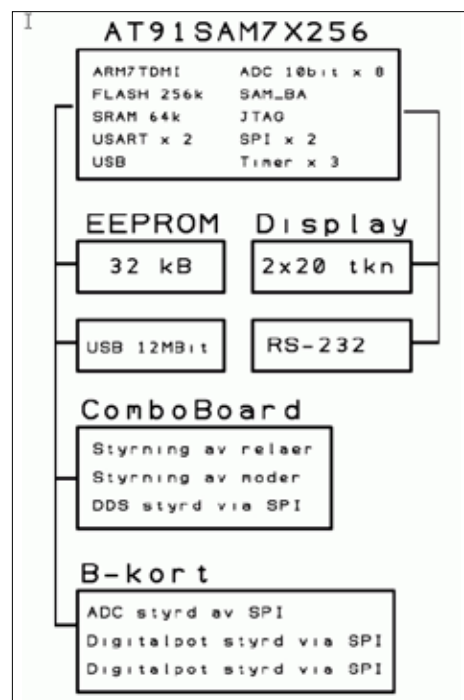 AT91SAM7X256
ARM7TDMI ADC 10bit x 8
FLASH 256k SAM_BA
SRAM 64k JTAG
USART x 2 SPI x 2
USB Timer x 3
EEPROM Display
32 kB 2x20 tkn
USB 12MBit RS-232
ComboBoard
Styrning av relaer
Styrning av moder
DDS styrd via SPI
B-kort
ADC styrd av SPI
Digitalpot styrd via SPI
Digitalpot styrd via SPI